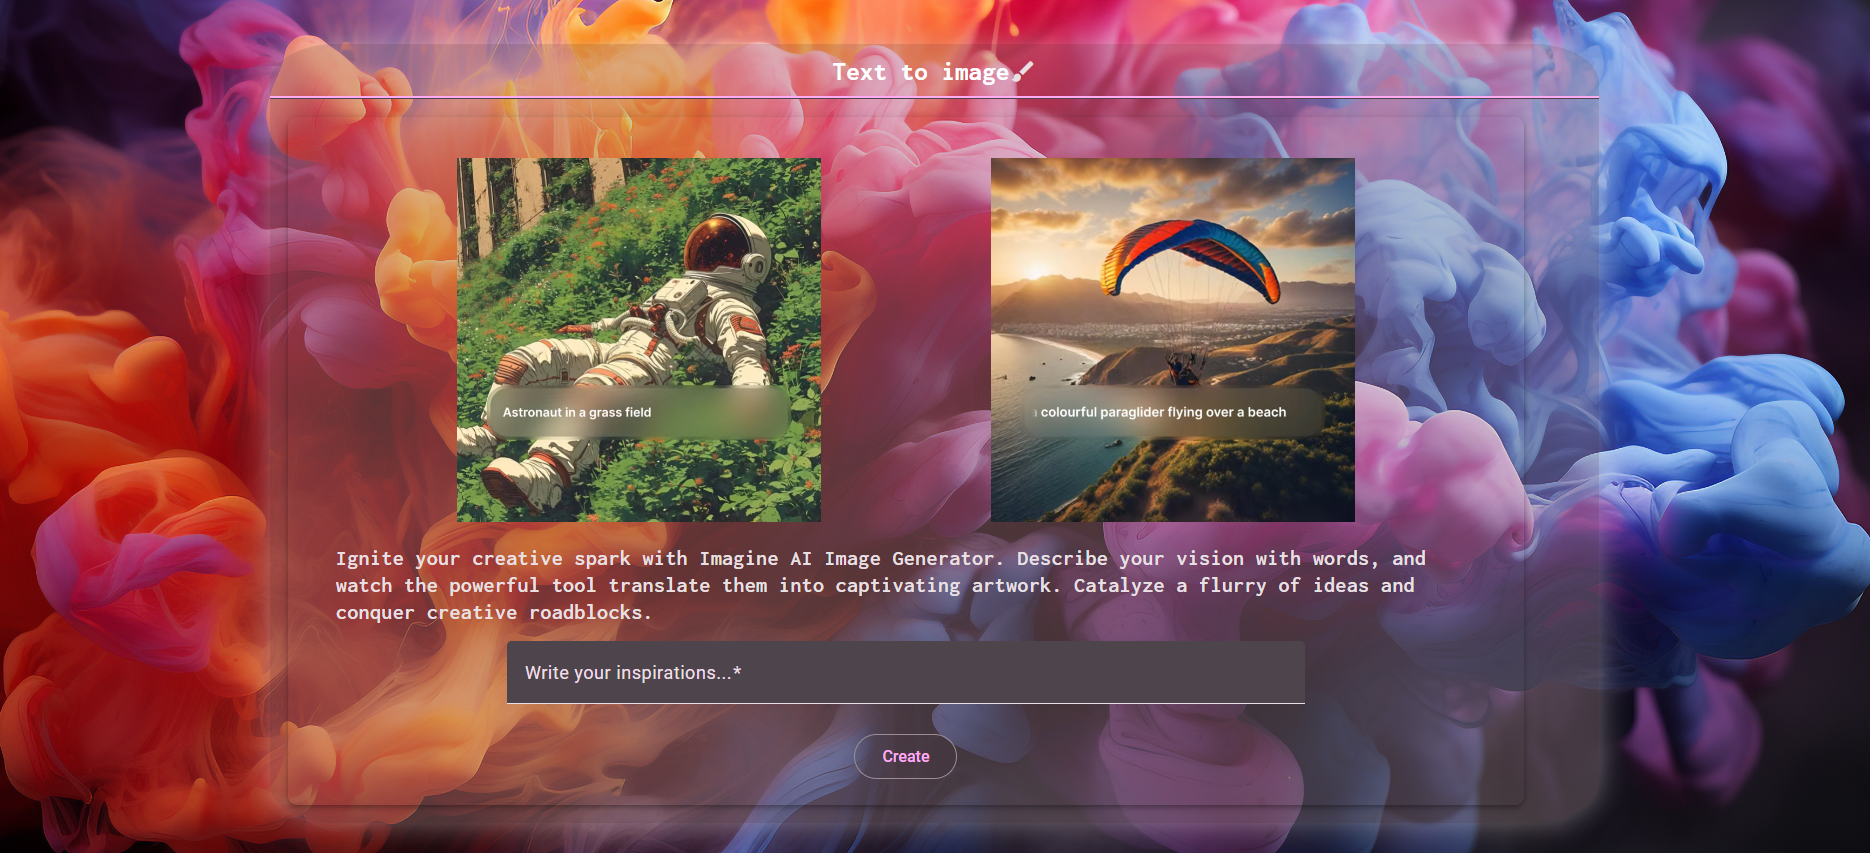 Text to image
Astronaut in a grass field
colourful paraglider flying over a beach
Ignite your creative spark with Imagine AI Image Generator. Describe your vision with words, and
watch the powerful tool translate them into captivating artwork. Catalyze a flurry of ideas and
conquer creative roadblocks.
Write your inspirations...*
Create